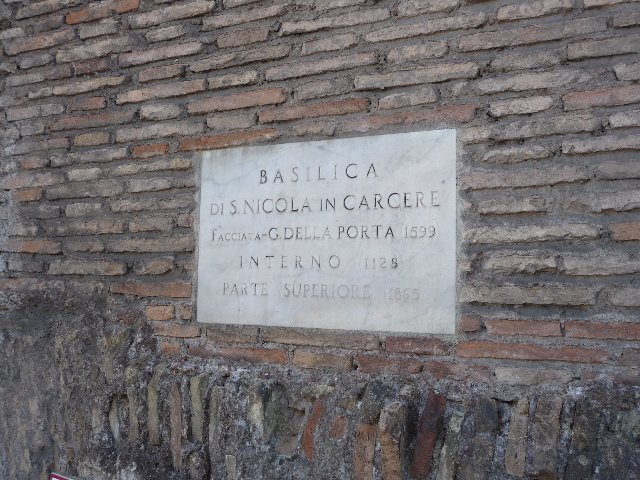 BASILICA
DI S. NICOLA IN CARCERE
FACCIATA - G. DELLA PORTA 1599
INTERNO 1128
PARTE SUPERIORE 1865